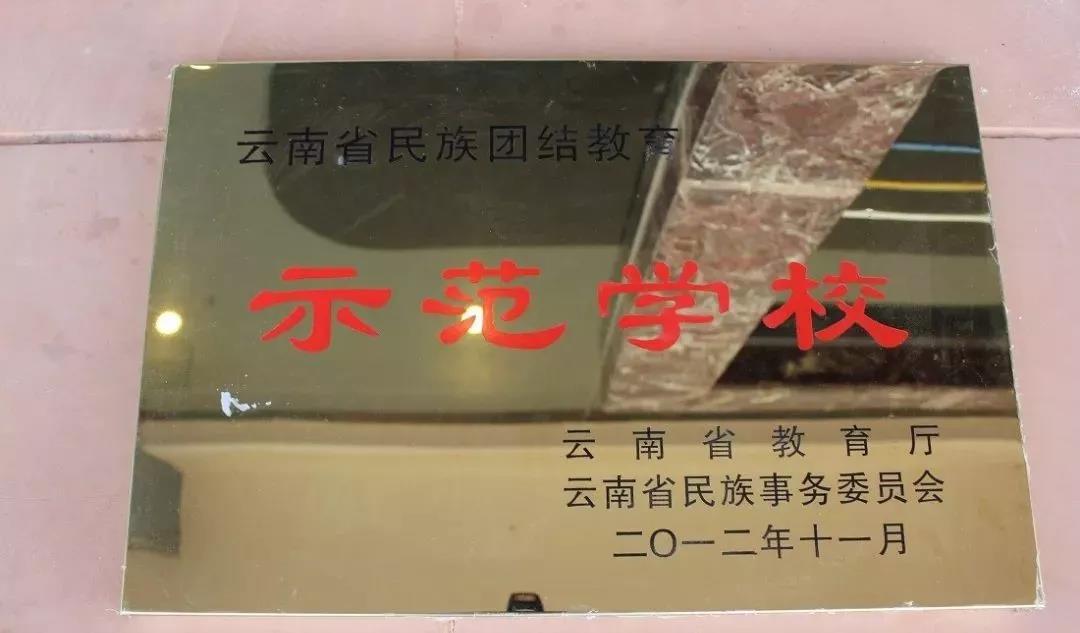 云南省民族团结教育
示范学校
云南省教育厅
云南省民族事务委员会
二〇一二年十一月